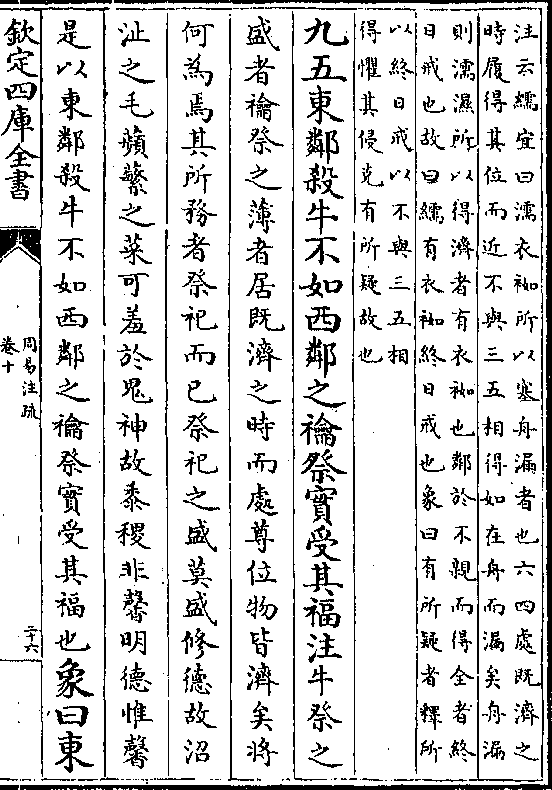 注云繻宜曰濡衣袽所以塞舟漏者也六四處既濟之
時履得其位而近不與三五相得如在舟而漏矣舟漏
則濡濕所以得濟者有衣袽也鄰於不親而得全者終
日戒也故曰繻有衣袽終日戒也象曰有所疑者釋所
以終日戒以不與三五相
得懼其侵克有所疑故也
九五東鄰殺牛不如西鄰之禴祭實受其福注牛祭之
盛者禴祭之薄者居既濟之時而處尊位物皆濟矣將
何為焉其所務者祭祀而已祭祀之盛莫盛修德故沼
沚之毛蘋蘩之菜可羞於鬼神故黍稷非馨明德惟馨
是以東鄰殺牛不如西鄰之禴祭實受其福也象曰東
欽定四庫全書
周易注疏
卷十
二十六